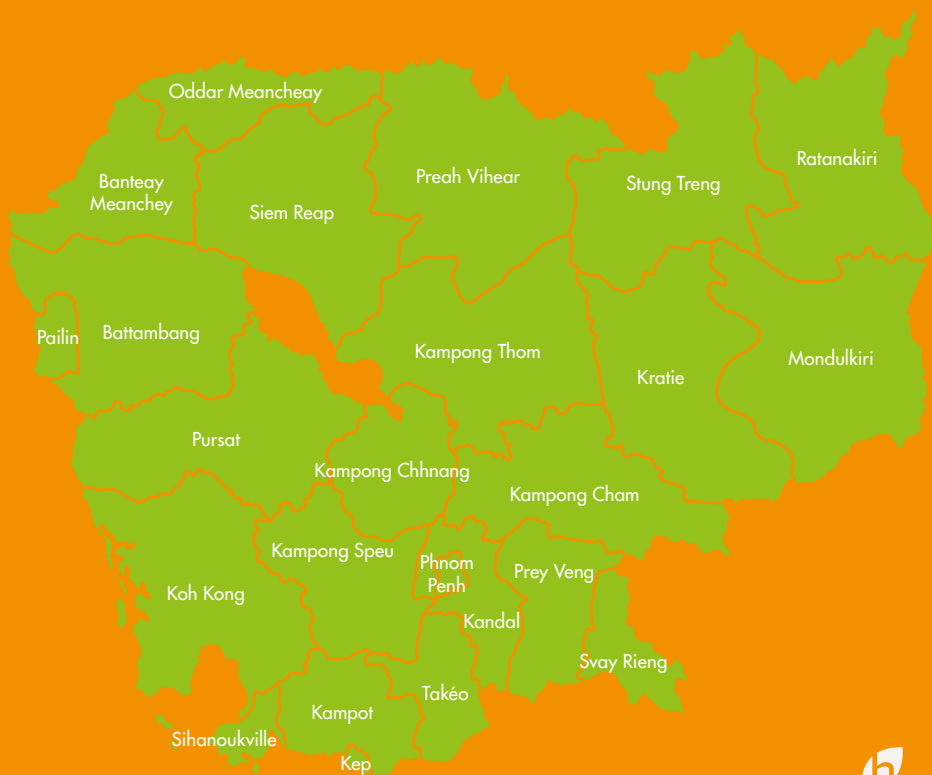 Oddar Meancheay
Ratanakiri
Preah Vihear
Stung Treng
Banteay
Meanchey
Siem Reap
Pailin
Battambang
Kampong Thom
Mondulkiri
Kratie
Pursat
Kampong Chhnang
Kampong Cham
Kampong Speu
Phnom
Penh
Prey Veng
Koh Kong
Kandal
Svay Rieng
Takéo
Kampot
Sihanoukville
Kep
h